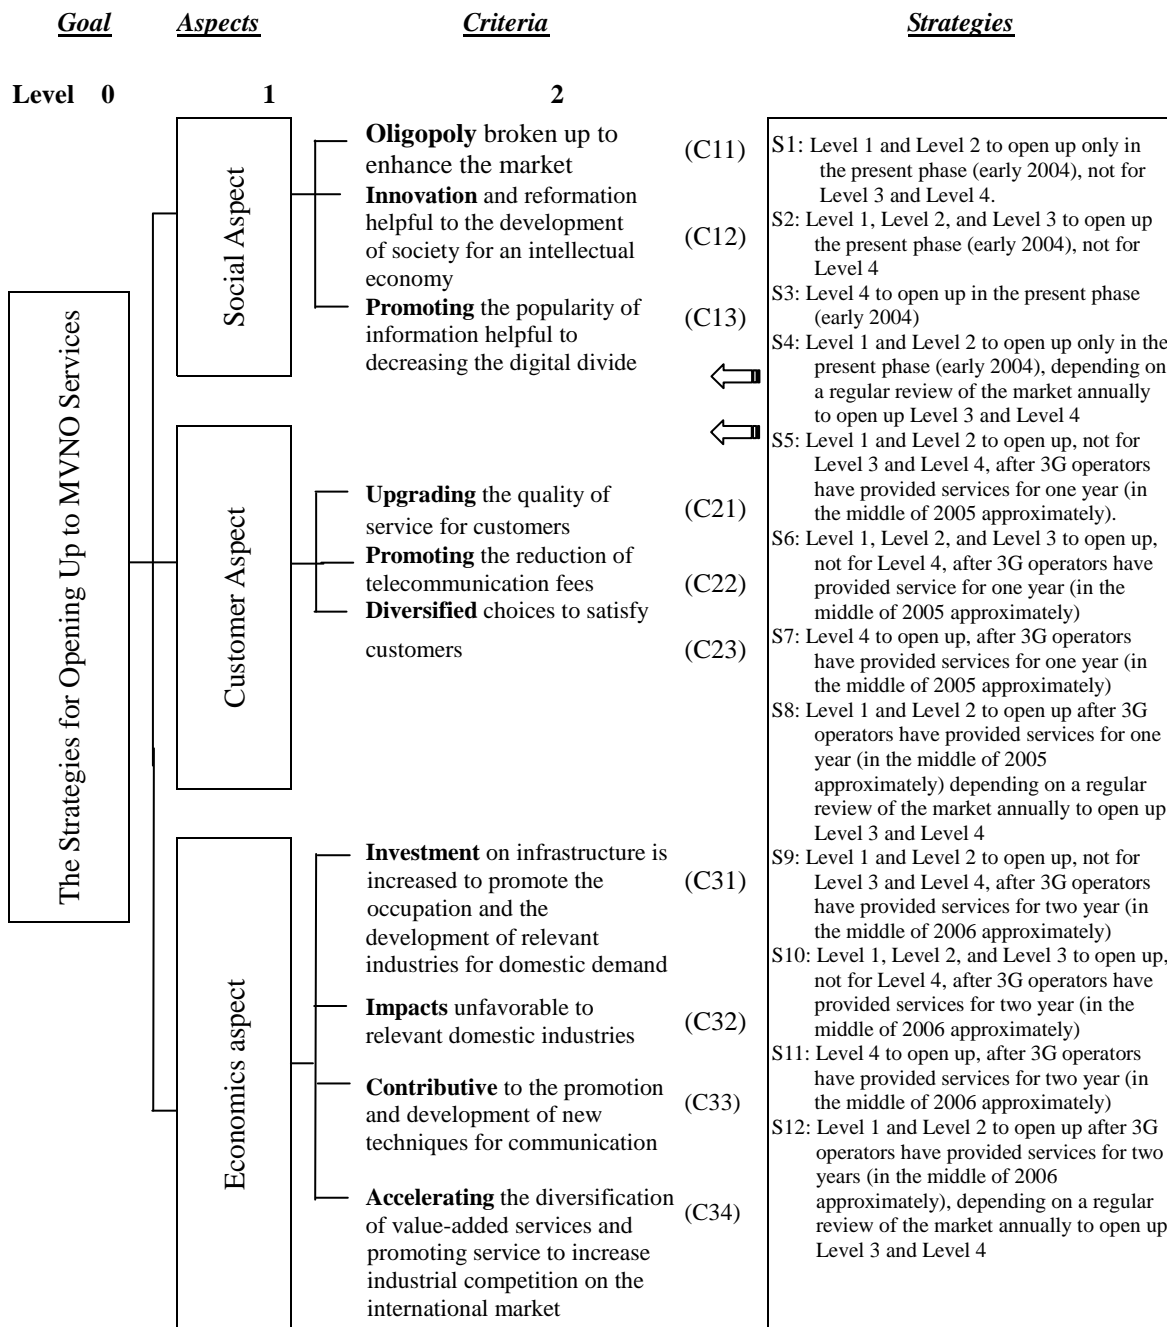 Goal Aspects Criteria Strategies
Level 0 1 2
The Strategies for Opening Up to MVNO Services
Social Aspect
Oligopoly broken up to
enhance the market
(C11)
Innovation and reformation
helpful to the development
of society for an intellectual
economy
(C12)
Promoting the popularity of
information helpful to
decreasing the digital divide
(C13)
Customer Aspect
Upgrading the quality of
service for customers
(C21)
Promoting the reduction of
telecommunication fees
(C22)
Diversified choices to satisfy
customers
(C23)
Economics aspect
Investment on infrastructure is
increased to promote the
occupation and the
development of relevant
industries for domestic demand
(C31)
Impacts unfavorable to
relevant domestic industries
(C32)
Contributive to the promotion
and development of new
techniques for communication
(C33)
Accelerating the diversification
of value-added services and
promoting service to increase
industrial competition on the
international market
(C34)
S1: Level 1 and Level 2 to open up only in
the present phase (early 2004), not for
Level 3 and Level 4.
S2: Level 1, Level 2, and Level 3 to open up
the present phase (early 2004), not for
Level 4
S3: Level 4 to open up in the present phase
(early 2004)
S4: Level 1 and Level 2 to open up only in the
present phase (early 2004), depending on
a regular review of the market annually
to open up Level 3 and Level 4
S5: Level 1 and Level 2 to open up, not for
Level 3 and Level 4, after 3G operators
have provided services for one year (in
the middle of 2005 approximately).
S6: Level 1, Level 2, and Level 3 to open up,
not for Level 4, after 3G operators have
provided service for one year (in the
middle of 2005 approximately)
S7: Level 4 to open up, after 3G operators
have provided services for one year (in
the middle of 2005 approximately)
S8: Level 1 and Level 2 to open up after 3G
operators have provided services for one
year (in the middle of 2005
approximately) depending on a regular
review of the market annually to open up
Level 3 and Level 4
S9: Level 1 and Level 2 to open up, not for
Level 3 and Level 4, after 3G operators
have provided services for two year (in
the middle of 2006 approximately)
S10: Level 1, Level 2, and Level 3 to open up,
not for Level 4, after 3G operators have
provided services for two year (in the
middle of 2006 approximately)
S11: Level 4 to open up, after 3G operators
have provided services for two year (in
the middle of 2006 approximately)
S12: Level 1 and Level 2 to open up after 3G
operators have provided services for two
years (in the middle of 2006
approximately), depending on a regular
review of the market annually to open up
Level 3 and Level 4